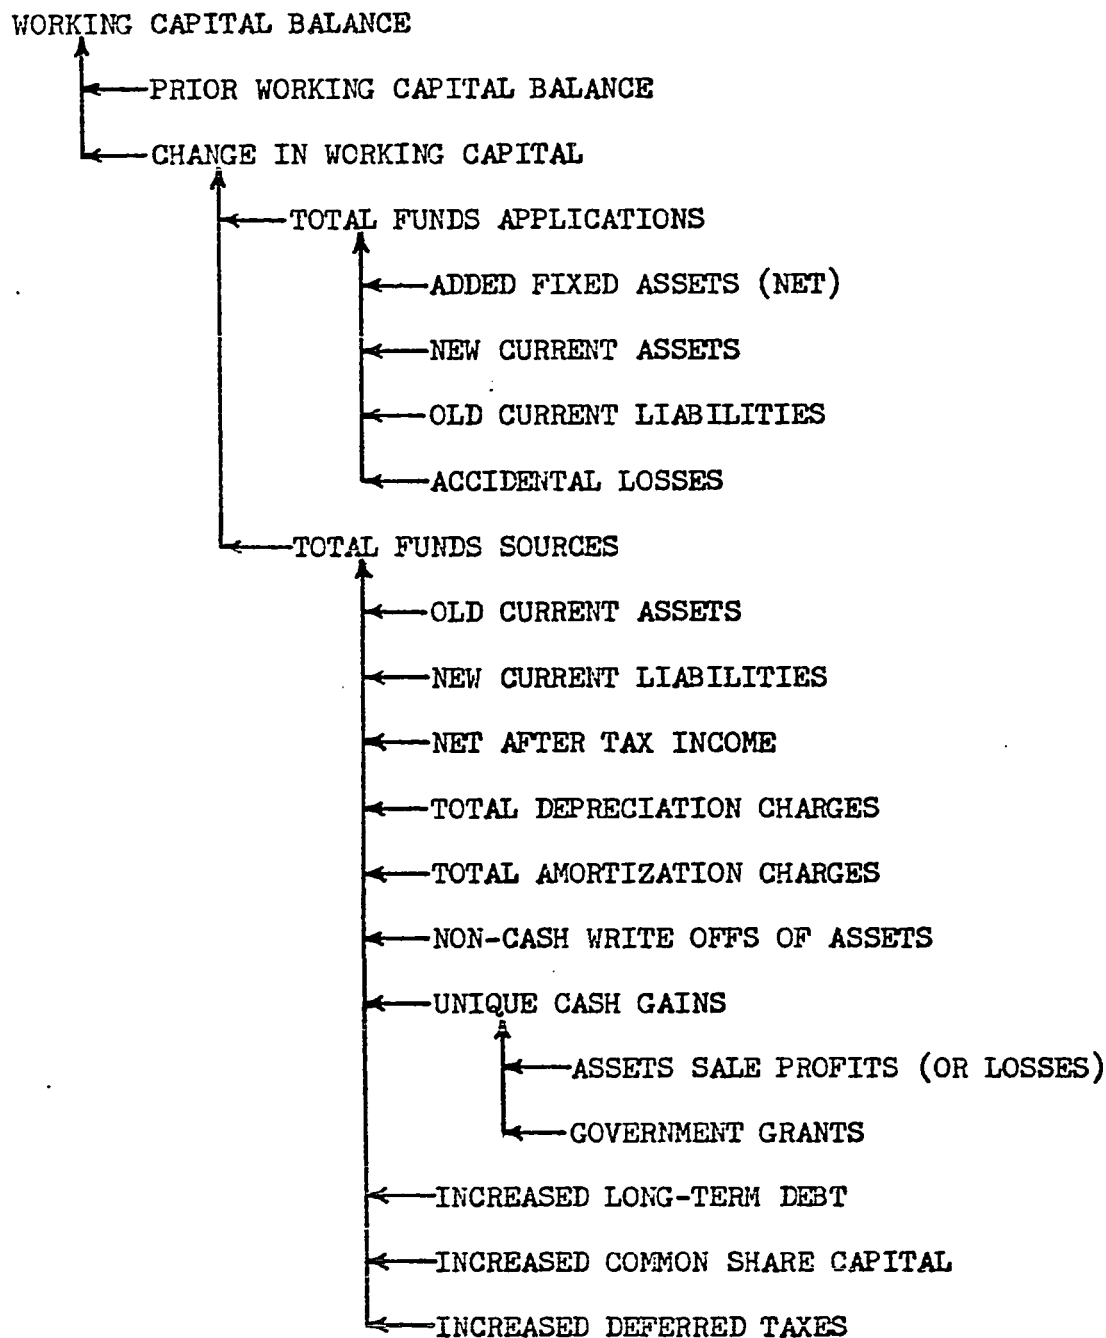 WORKING CAPITAL BALANCE
PRIOR WORKING CAPITAL BALANCE
CHANGE IN WORKING CAPITAL
TOTAL FUNDS APPLICATIONS
ADDED FIXED ASSETS (NET)
NEW CURRENT ASSETS
OLD CURRENT LIABILITIES
ACCIDENTAL LOSSES
TOTAL FUNDS SOURCES
OLD CURRENT ASSETS
NEW CURRENT LIABILITIES
NET AFTER TAX INCOME
TOTAL DEPRECIATION CHARGES
TOTAL AMORTIZATION CHARGES
NON-CASH WRITE OFFS OF ASSETS
UNIQUE CASH GAINS
ASSETS SALE PROFITS (OR LOSSES)
GOVERNMENT GRANTS
INCREASED LONG-TERM DEBT
INCREASED COMMON SHARE CAPITAL
INCREASED DEFERRED TAXES